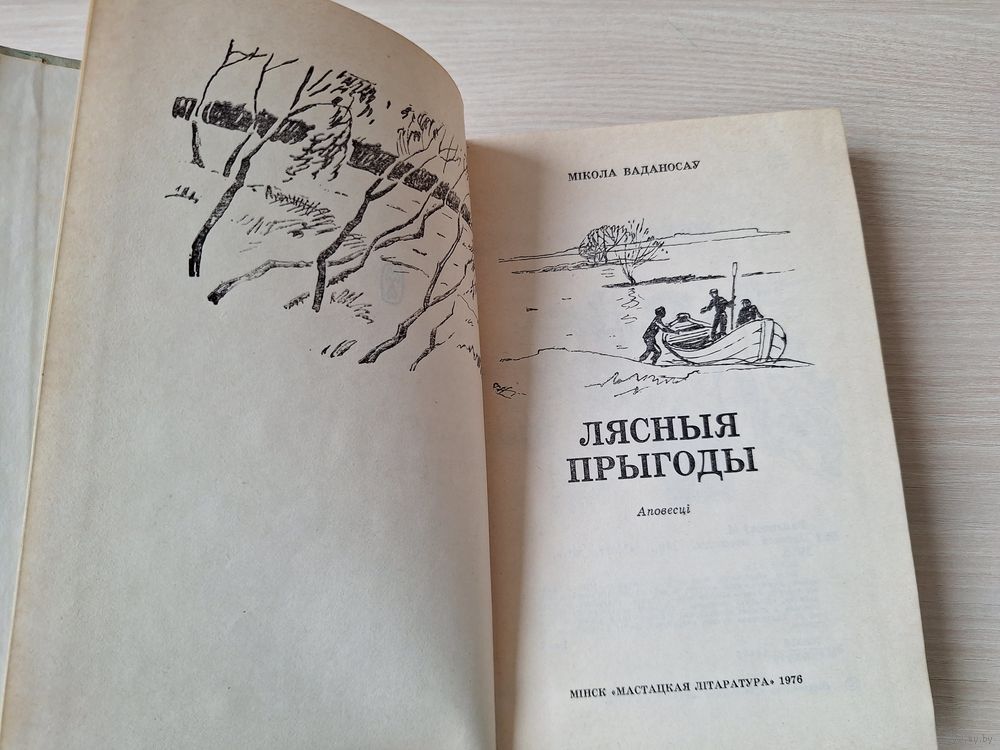 МІКОЛА ВАДАНОСАЎ
ЛЯСНЫЯ
ПРЫГОДЫ
Аповесці
МІНСК «МАСТАЦКАЯ ЛІТАРАТУРА» 1976